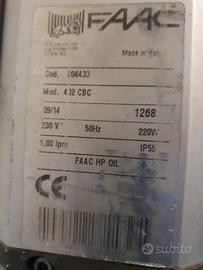 FAAC
Made in Italy
Cod. 104433
Mod. 402 CBC
09/14 1268
230 V~ 50Hz 220W
1,00 lpm IP55
FAAC HP OIL
CE
subito